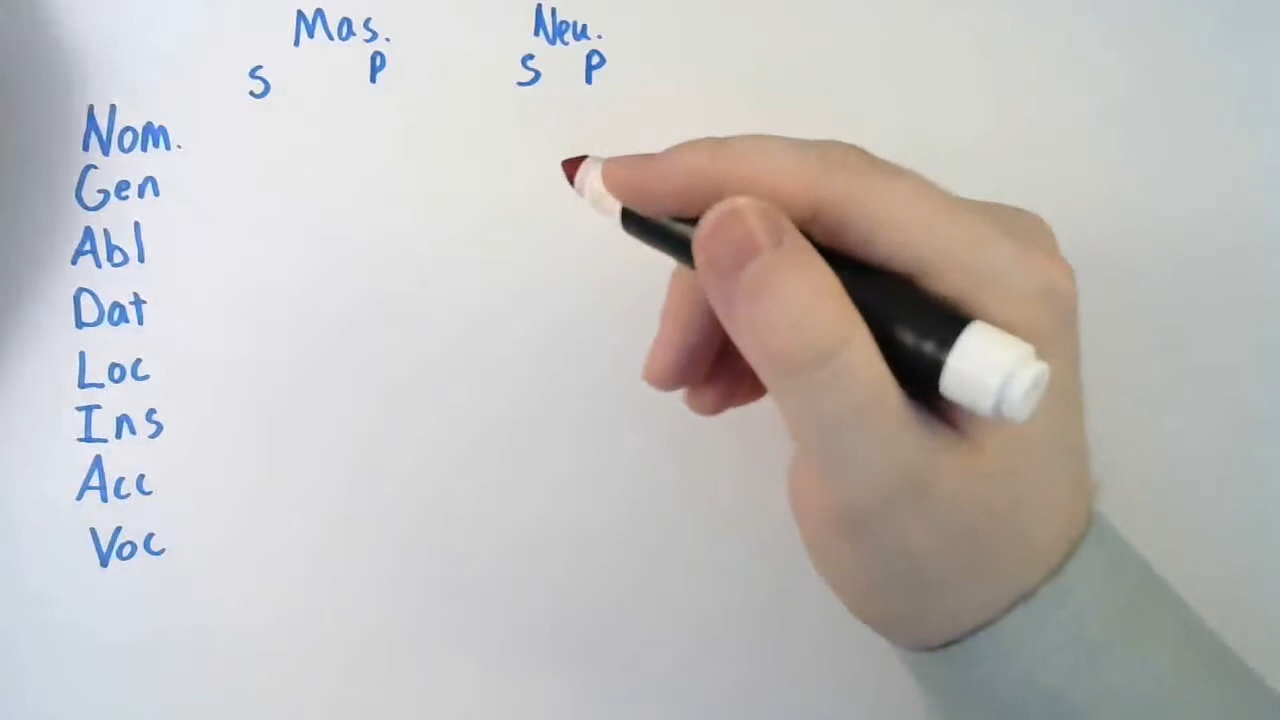 Mas. Neu.
S P S P
Nom.
Gen
Abl
Dat
Loc
Ins
Acc
Voc